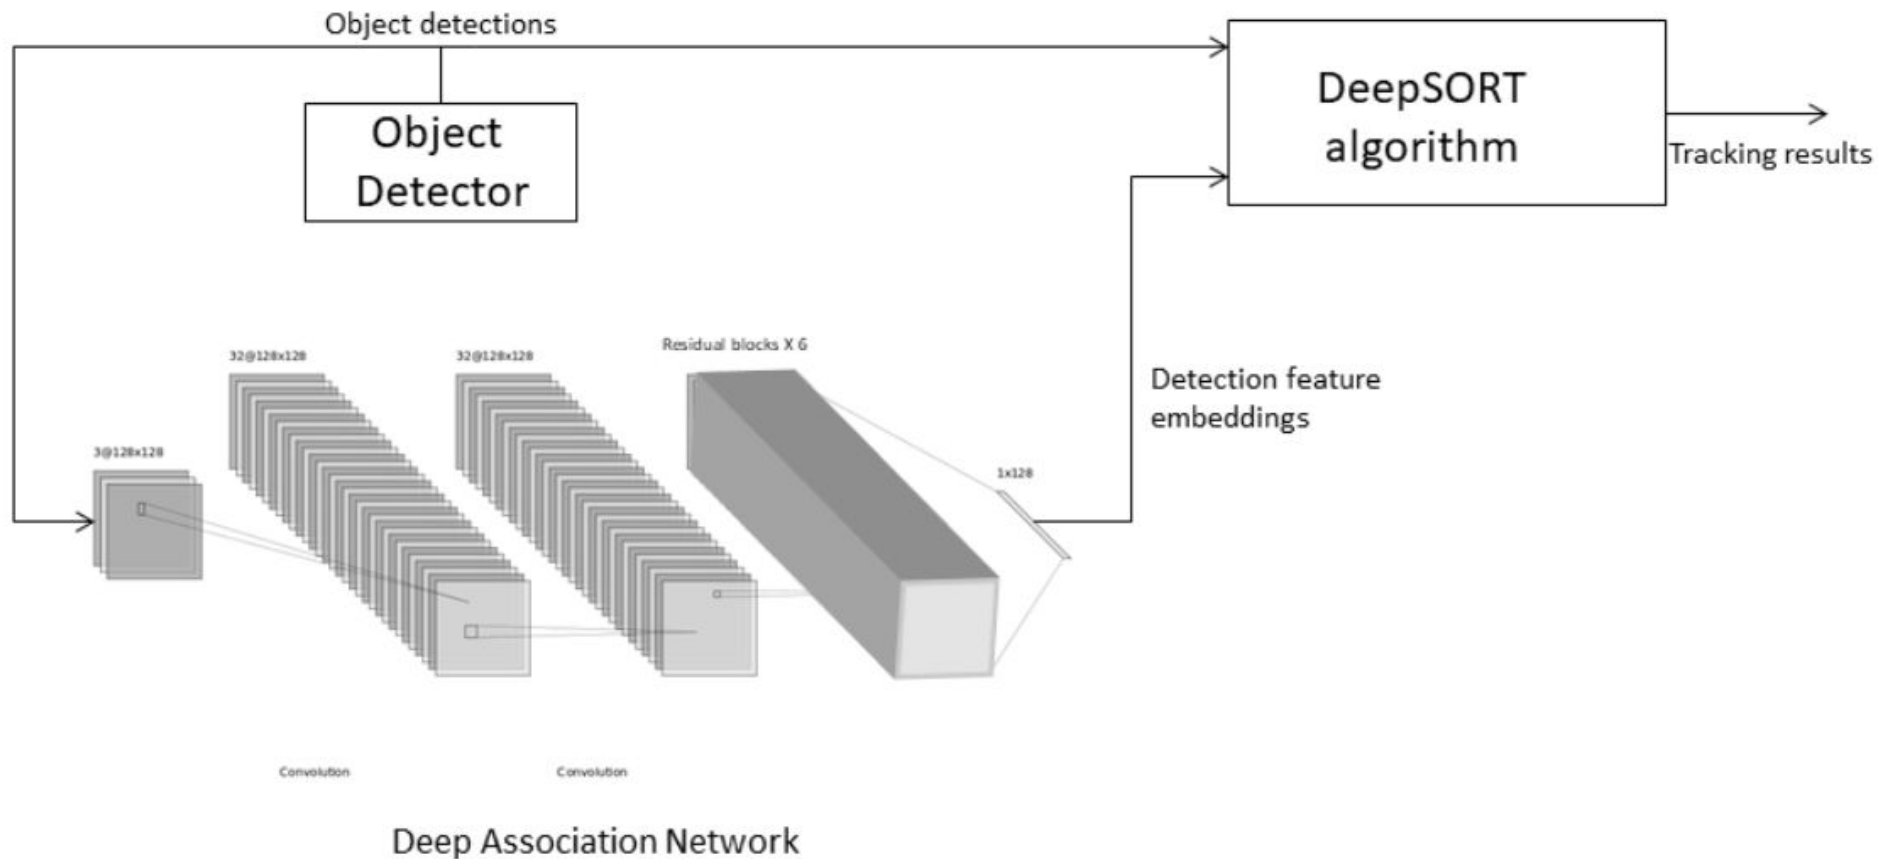 Object detections
Object
Detector
DeepSORT
algorithm
Tracking results
Residual blocks X 6
32@128x128
32@128x128
3@128x128
1x128
Detection feature
embeddings
Convolution
Convolution
Deep Association Network